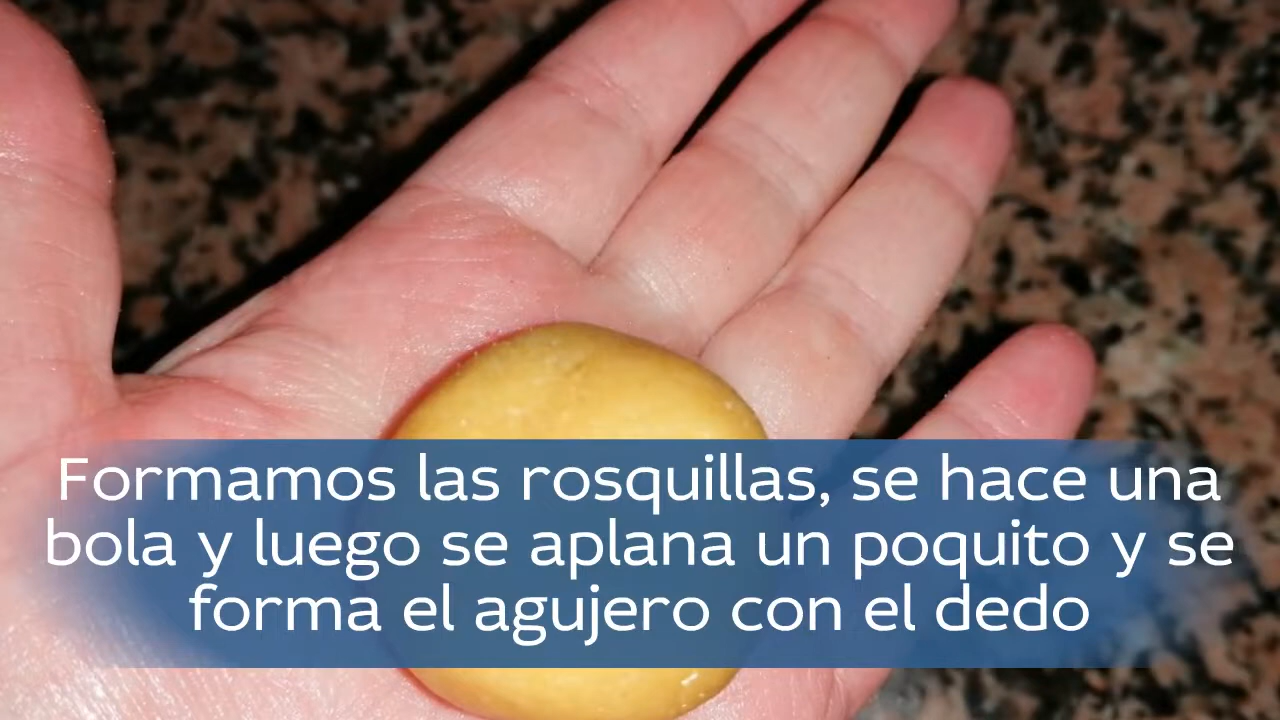 Formamos las rosquillas, se hace una
bola y luego se aplana un poquito y se
forma el agujero con el dedo